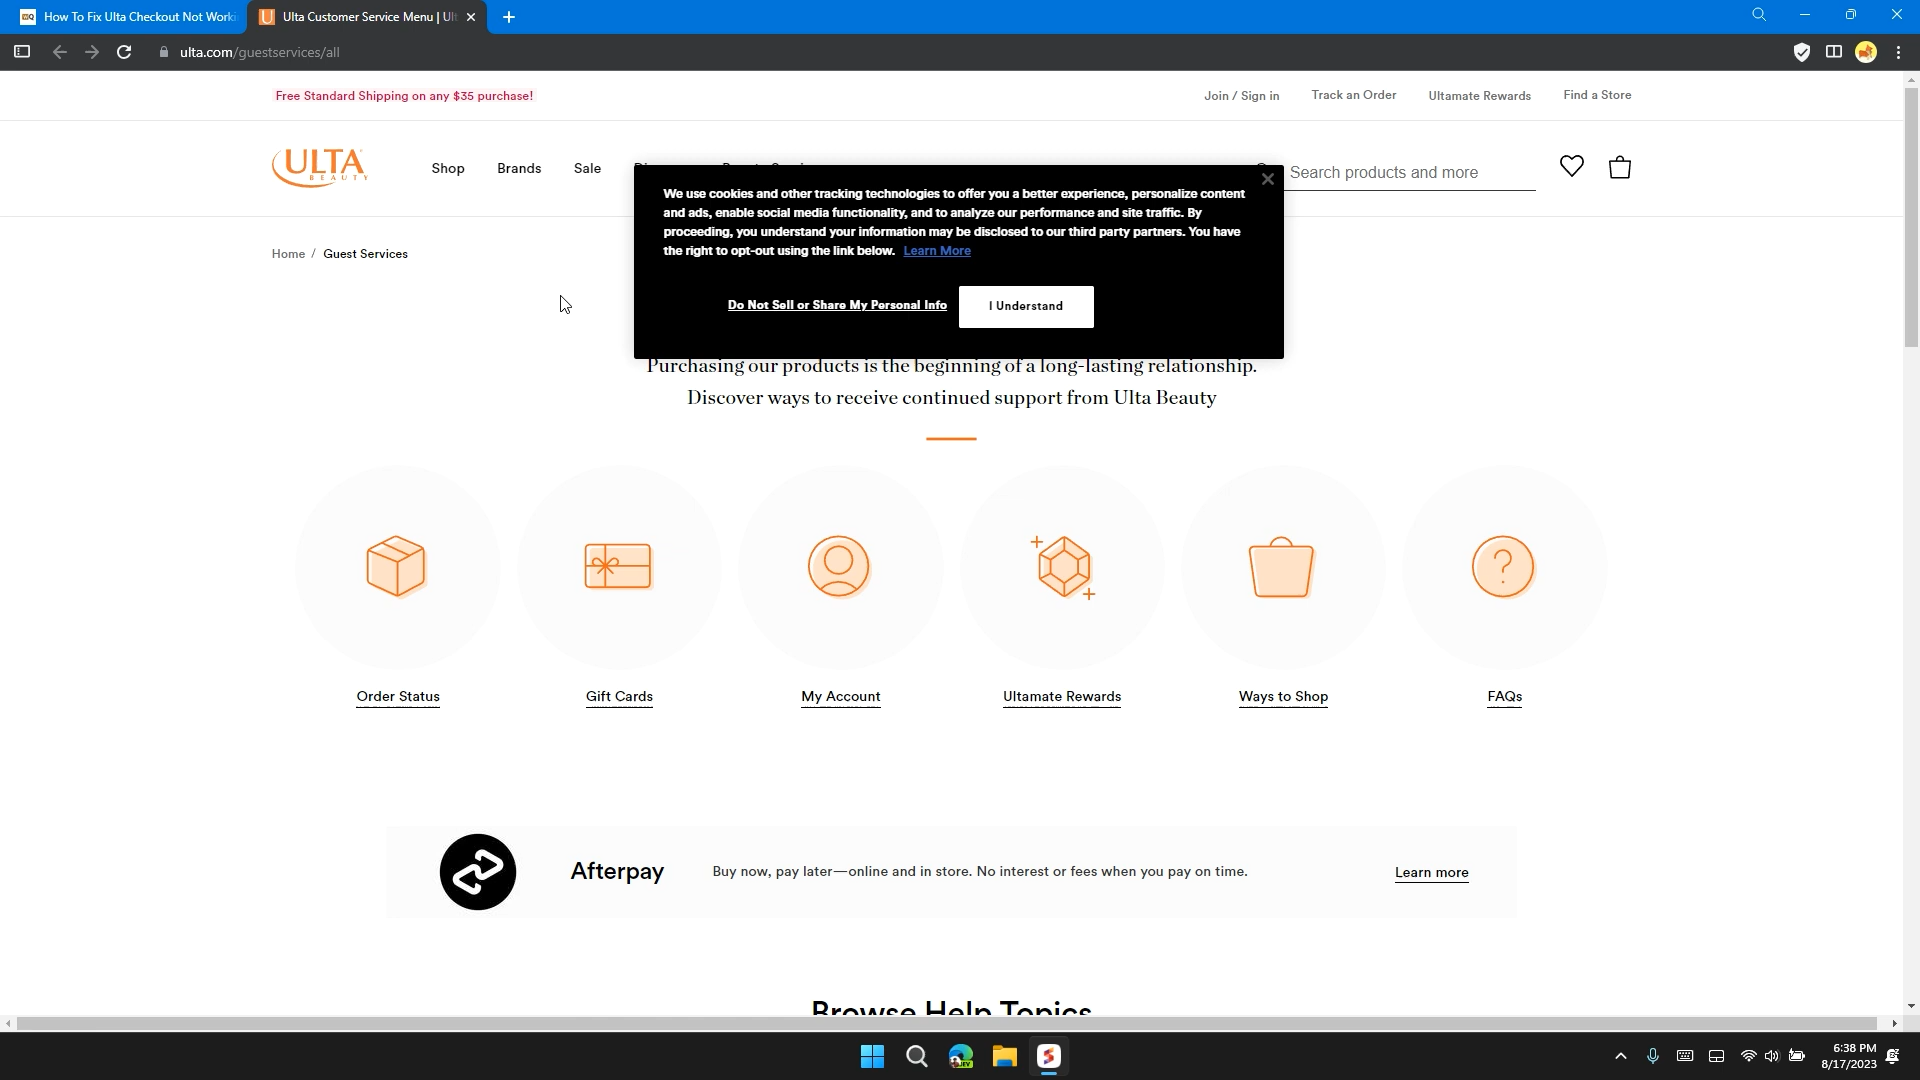 How To Fix Ulta Checkout Not Worki
Ulta Customer Service Menu | Ult
ulta.com/guestservices/all
Free Standard Shipping on any $35 purchase!
Join / Sign in
Track an Order
Ultamate Rewards
Find a Store
ULTA
BEAUTY
Shop
Brands
Sale
Search products and more
We use cookies and other tracking technologies to offer you a better experience, personalize content
and ads, enable social media functionality, and to analyze our performance and site traffic. By
proceeding, you understand your information may be disclosed to our third party partners. You have
the right to opt-out using the link below. Learn More
Do Not Sell or Share My Personal Info
I Understand
Home / Guest Services
Purchasing our products is the beginning of a long-lasting relationship.
Discover ways to receive continued support from Ulta Beauty
Order Status
Gift Cards
My Account
Ultamate Rewards
Ways to Shop
FAQs
Afterpay
Buy now, pay later—online and in store. No interest or fees when you pay on time.
Learn more
Browse Help Topics
6:38 PM
8/17/2023